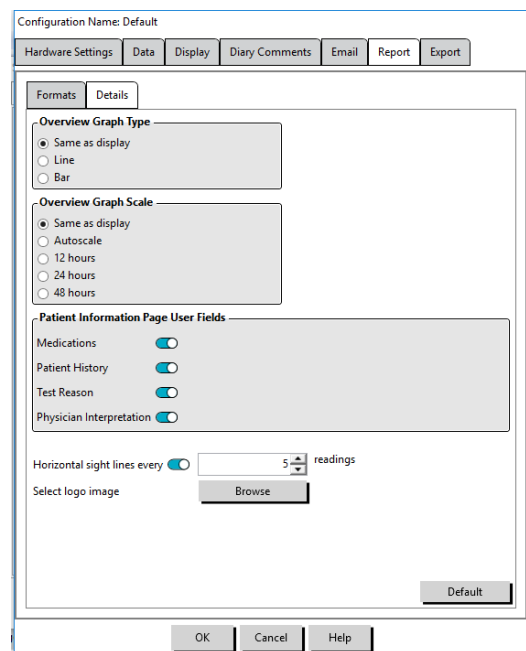 Configuration Name: Default
Hardware Settings Data Display Diary Comments Email Report Export
Formats Details
Overview Graph Type
Same as display
Line
Bar
Overview Graph Scale
Same as display
Autoscale
12 hours
24 hours
48 hours
Patient Information Page User Fields
Medications
Patient History
Test Reason
Physician Interpretation
Horizontal sight lines every 5 readings
Select logo image Browse
Default
OK Cancel Help